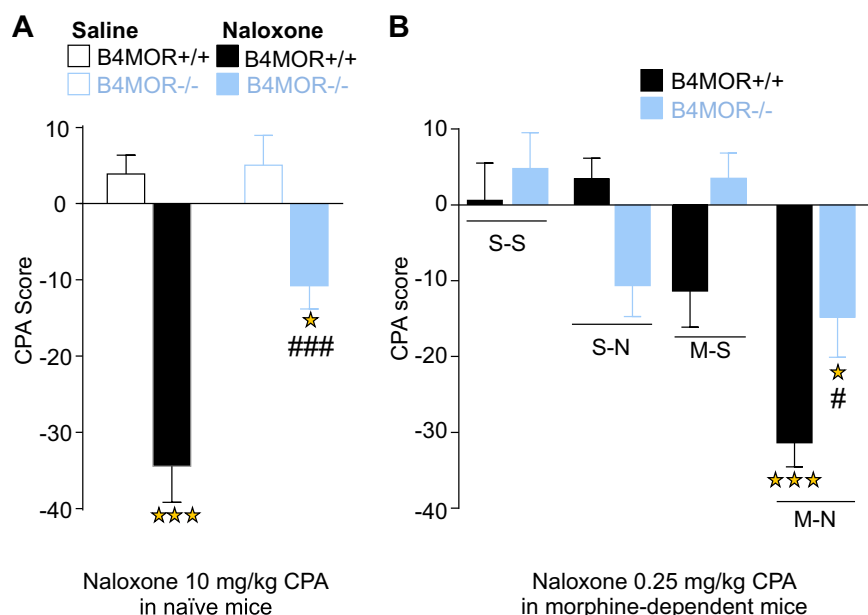 A
Saline Naloxone
B4MOR+/+ B4MOR+/+
B4MOR-/- B4MOR-/-
10
0
-10
-20
-30
-40
CPA Score
###
Naloxone 10 mg/kg CPA
in naïve mice
B
B4MOR+/+
B4MOR-/-
10
0
-10
-20
-30
-40
CPA score
S-S
S-N
M-S
#
M-N
Naloxone 0.25 mg/kg CPA
in morphine-dependent mice